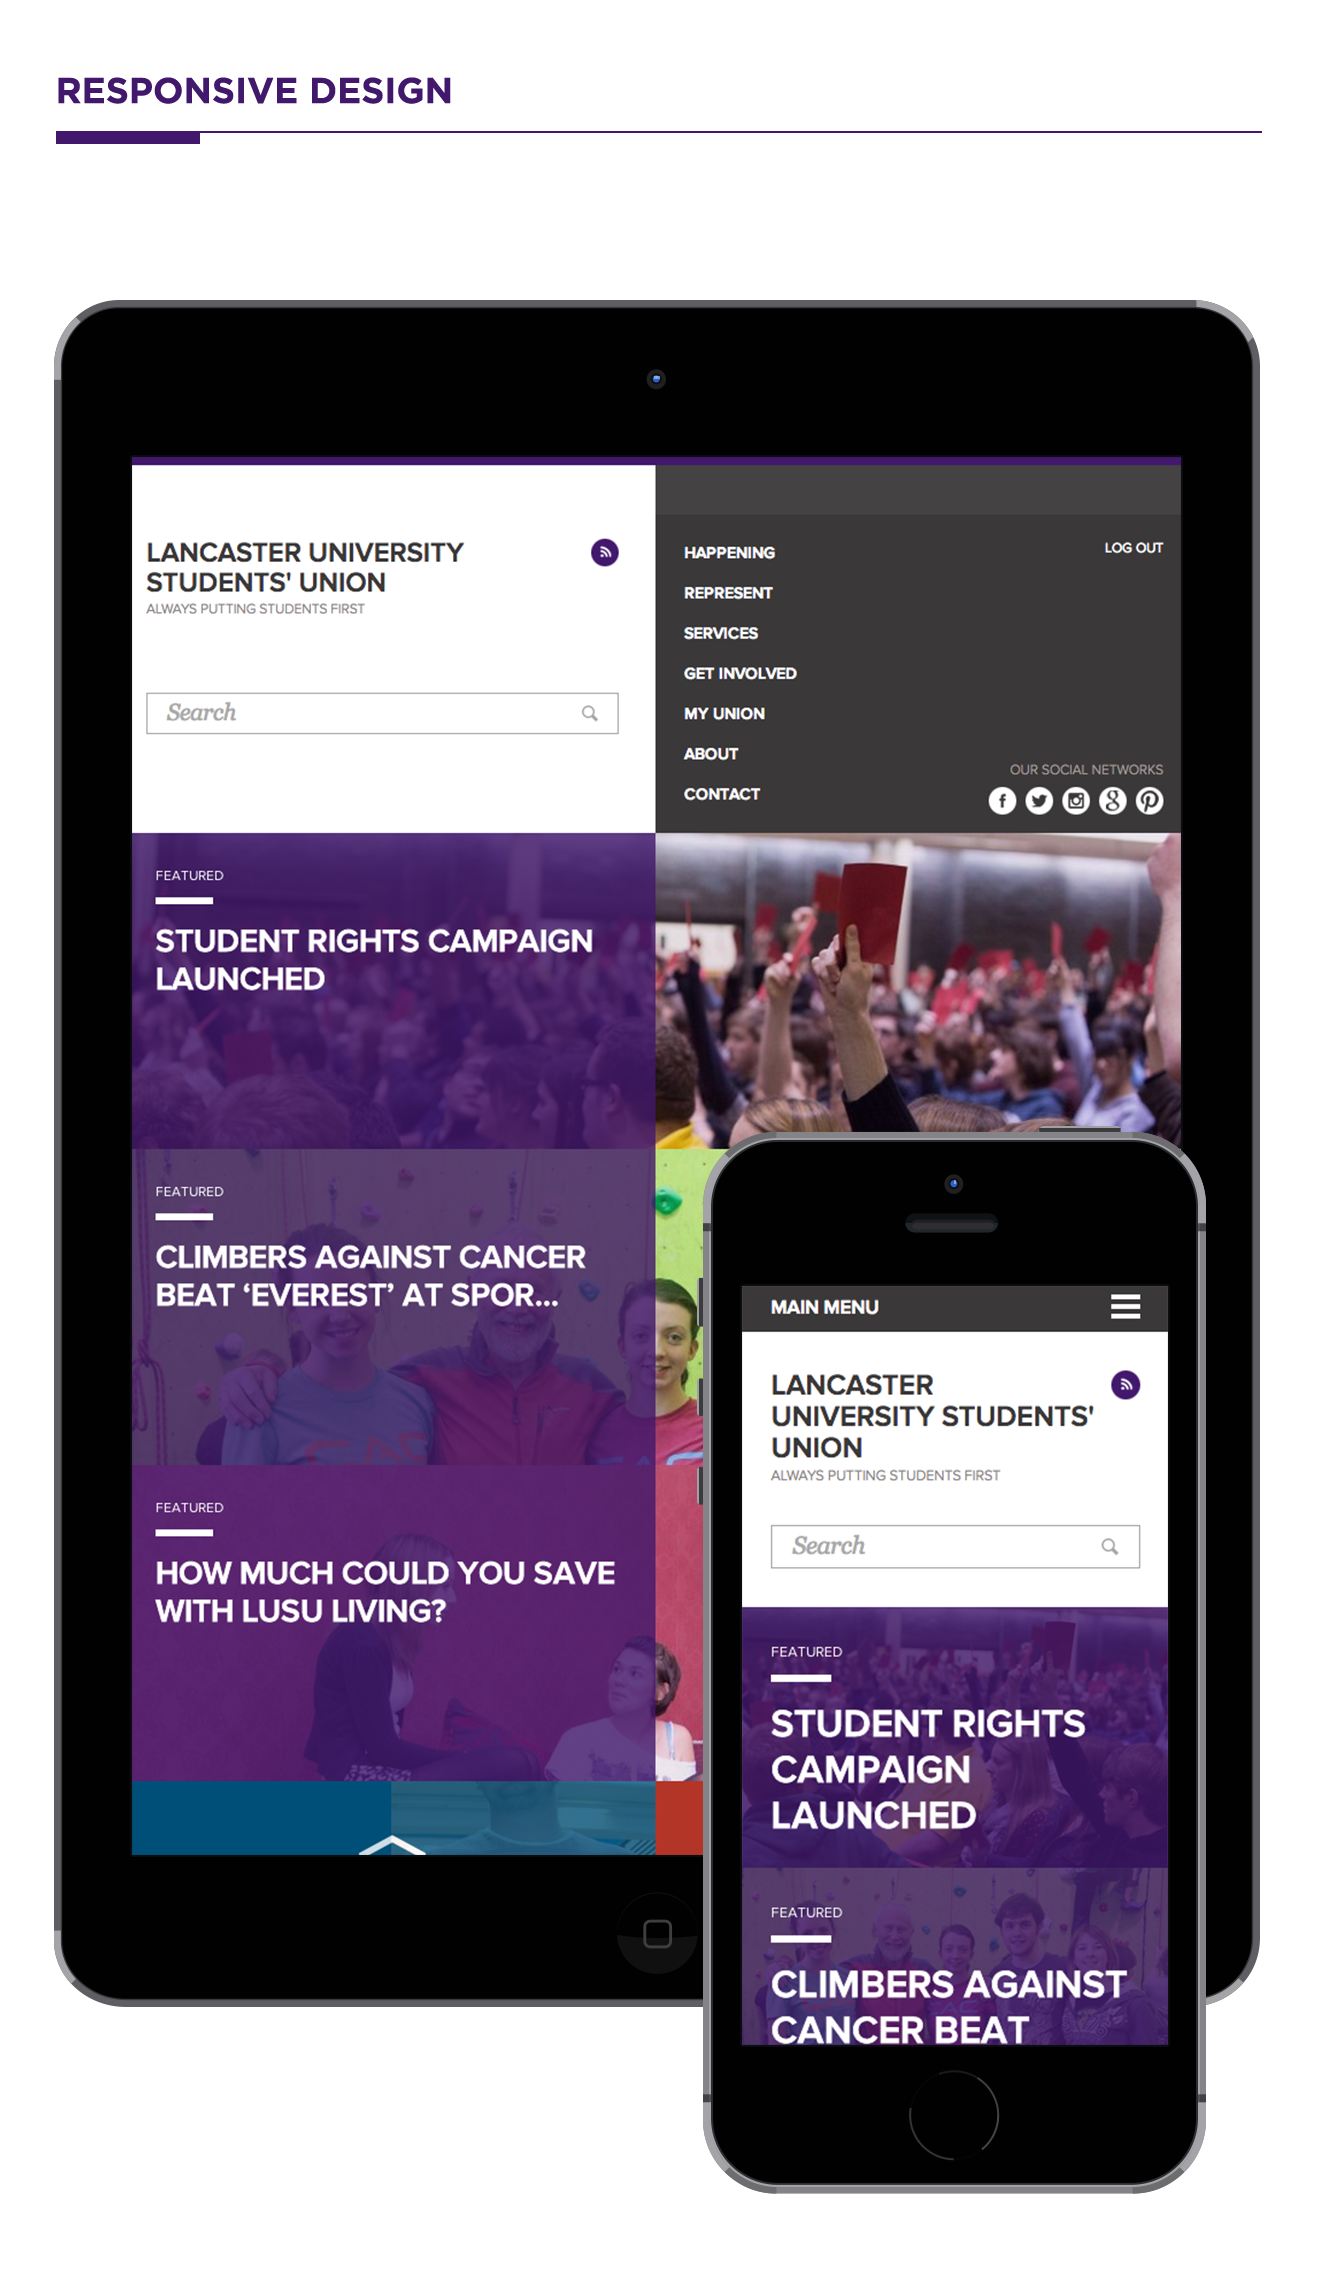 RESPONSIVE DESIGN
LANCASTER UNIVERSITY
STUDENTS' UNION
ALWAYS PUTTING STUDENTS FIRST
Search
HAPPENING
REPRESENT
SERVICES
GET INVOLVED
MY UNION
ABOUT
CONTACT
LOG OUT
OUR SOCIAL NETWORKS
FEATURED
STUDENT RIGHTS CAMPAIGN
LAUNCHED
FEATURED
CLIMBERS AGAINST CANCER
BEAT ‘EVEREST’ AT SPOR...
FEATURED
HOW MUCH COULD YOU SAVE
WITH LUSU LIVING?
MAIN MENU
LANCASTER
UNIVERSITY STUDENTS'
UNION
ALWAYS PUTTING STUDENTS FIRST
Search
FEATURED
STUDENT RIGHTS
CAMPAIGN
LAUNCHED
FEATURED
CLIMBERS AGAINST
CANCER BEAT